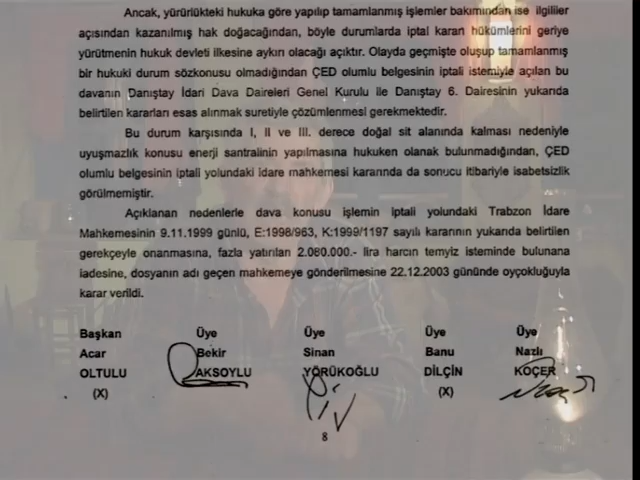 Ancak, yürürlükteki hukuka göre yapılıp tamamlanmış işlemler bakımından ise ilgililer
açısından kazanılmış hak doğacağından, böyle durumlarda iptal kararı hükümlerini geriye
yürütmenin hukuk devleti ilkesine aykırı olacağı açıktır. Olayda geçmişte oluşup tamamlanmış
bir hukuki durum sözkonusu olmadığından ÇED olumlu belgesinin iptali istemiyle açılan bu
davanın Danıştay İdari Dava Daireleri Genel Kurulu ile Danıştay 6. Dairesinin yukarıda
belirtilen kararları esas alınmak suretiyle çözümlenmesi gerekmektedir.
Bu durum karşısında I, II ve III. derece doğal sit alanında kalması nedeniyle
uyuşmazlık konusu enerji santralinin yapılmasına hukuken olanak bulunmadığından, ÇED
olumlu belgesinin iptali yolundaki idare mahkemesi kararında da sonucu itibariyle isabetsizlik
görülmemiştir.
Açıklanan nedenlerle dava konusu işlemin iptali yolundaki Trabzon İdare
Mahkemesinin 9.11.1999 günlü, E:1998/963, K:1999/1197 sayılı kararının yukarıda belirtilen
gerekçeyle onanmasına, fazla yatırılan 2.080.000.- lira harcın temyiz isteminde bulunana
iadesine, dosyanın adı geçen mahkemeye gönderilmesine 22.12.2003 gününde oyçokluğuyla
karar verildi.
Başkan Üye Üye Üye Üye
Acar Bekir Sinan Banu Nazlı
OLTULU AKSOYLU YÖRÜKOĞLU DİLÇİN KOÇER
(X) (X)
8